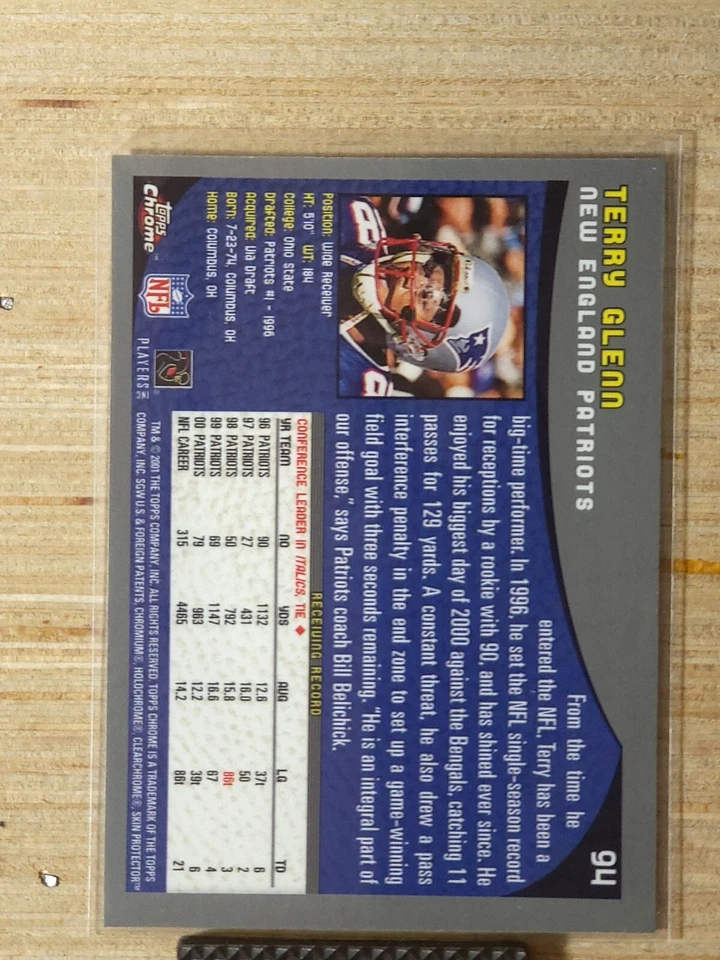 TERRY GLENN
NEW ENGLAND PATRIOTS
94
Position: Wide Receiver
HT: 5'10" WT: 184
College: Ohio State
Drafted: Patriots #1 - 1996
Acquired: Via Draft
Born: 7-23-74, Columbus, OH
Home: Columbus, OH
From the time he
entered the NFL, Terry has been a
big-time performer. In 1996, he set the NFL single-season record
for receptions by a rookie with 90, and has shined ever since. He
enjoyed his biggest day of 2000 against the Bengals, catching 11
passes for 129 yards. A constant threat, he also drew a pass
interference penalty in the end zone to set up a game-winning
field goal with three seconds remaining. "He is an integral part of
our offense," says Patriots coach Bill Belichick.
RECEIVING RECORD
CONFERENCE LEADER IN ITALICS, TIE ♦
YR TEAM NO YDS AVG LG TD
96 PATRIOTS 90 1132 12.6 37t 6
97 PATRIOTS 27 431 16.0 50 2
98 PATRIOTS 50 792 15.8 86t 3
99 PATRIOTS 69 1147 16.6 67 4
00 PATRIOTS 79 963 12.2 39t 6
NFL CAREER 315 4465 14.2 86t 21
topps
Chrome™
NFL
PLAYERS INC
TM & © 2001 THE TOPPS COMPANY, INC. ALL RIGHTS RESERVED. TOPPS CHROME IS A TRADEMARK OF THE TOPPS
COMPANY, INC. SGW U.S. & FOREIGN PATENTS. CHROMIUM®, HOLOCHROME®, CLEARCHROME®, SKIN PROTECTOR™